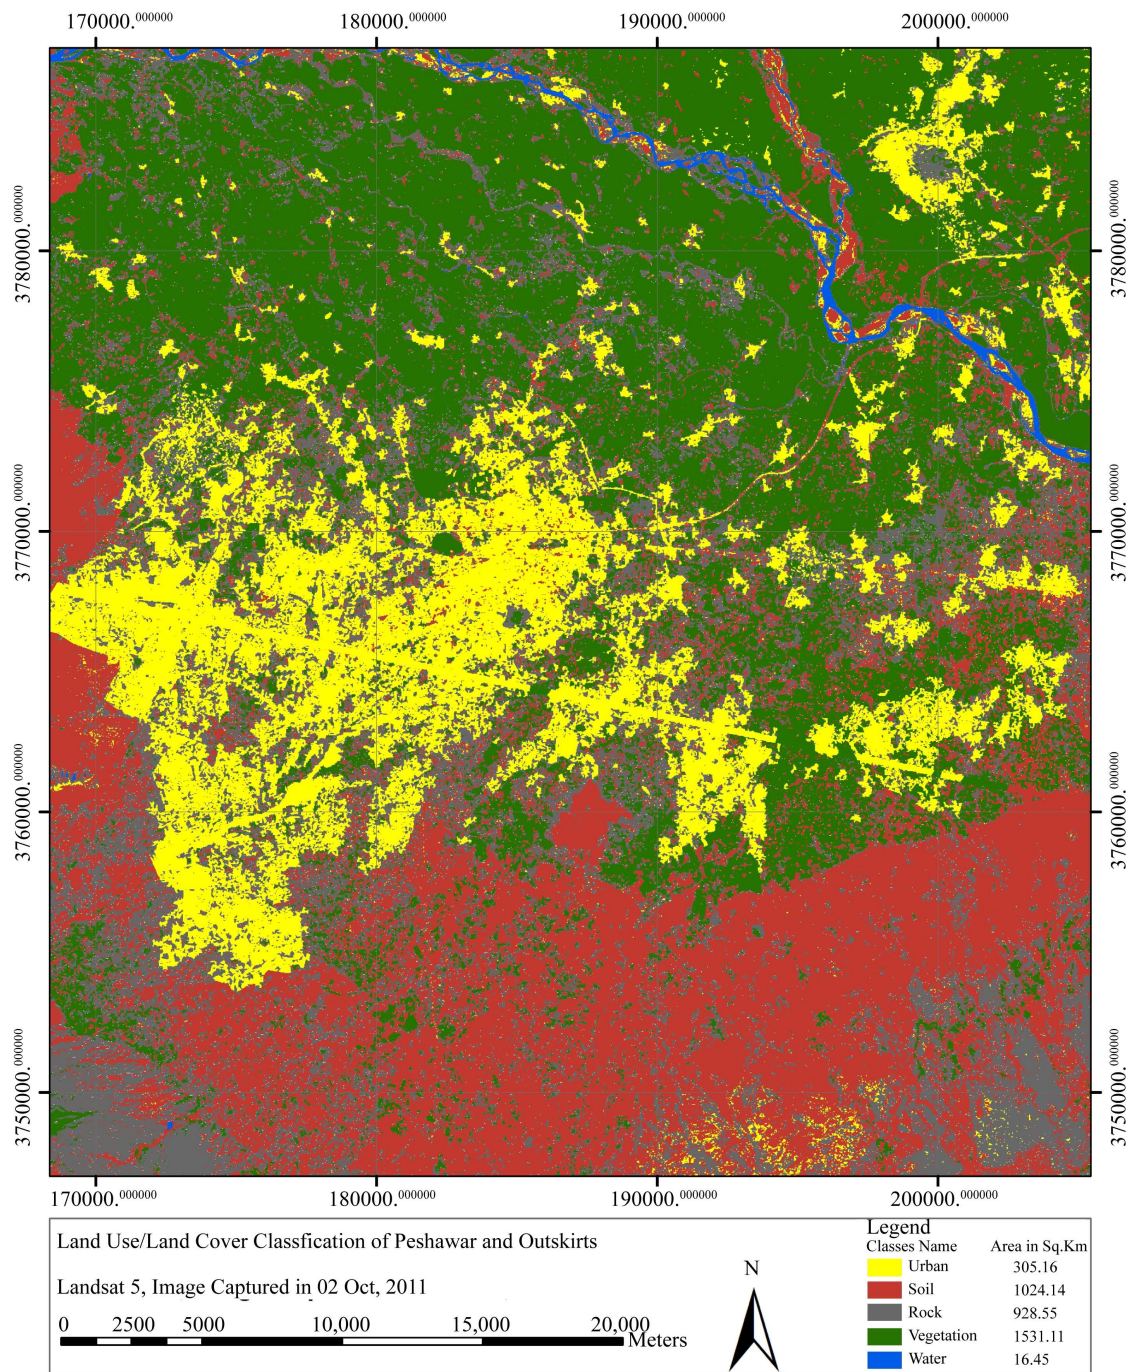 170000.000000 180000.000000 190000.000000 200000.000000
3780000.000000 3780000.000000
3770000.000000 3770000.000000
3760000.000000 3760000.000000
3750000.000000 3750000.000000
170000.000000 180000.000000 190000.000000 200000.000000
Land Use/Land Cover Classfication of Peshawar and Outskirts
Landsat 5, Image Captured in 02 Oct, 2011
0 2500 5000 10,000 15,000 20,000 Meters
N
Legend
Classes Name Area in Sq.Km
Urban 305.16
Soil 1024.14
Rock 928.55
Vegetation 1531.11
Water 16.45